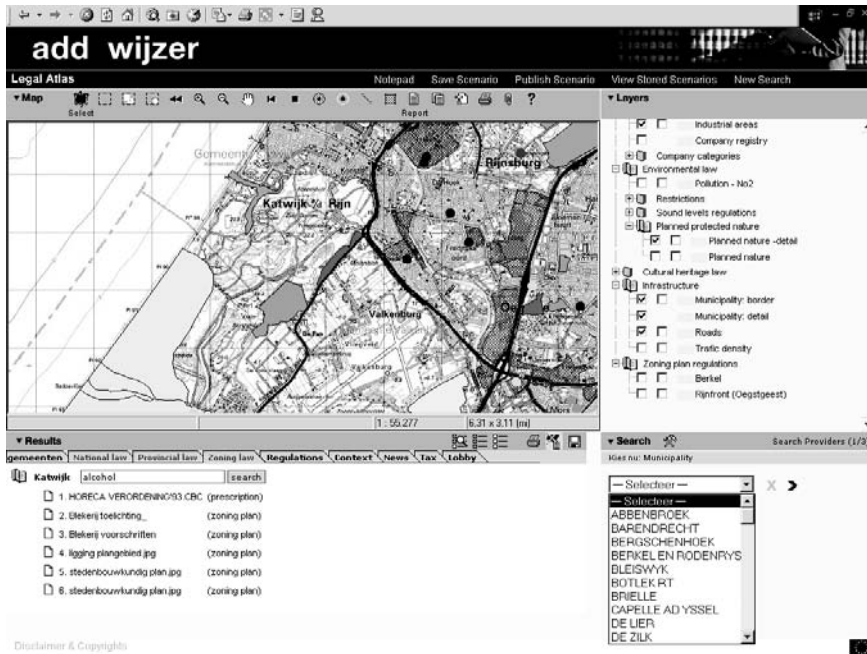 add wijzer
Legal Atlas
Notepad Save Scenario Publish Scenario View Stored Scenarios New Search
Map
Select
Report
?
Layers
Industrial areas
Company registry
Company categories
Environmental law
Pollution - No2
Restrictions
Sound levels regulations
Planned protected nature
Planned nature -detail
Planned nature
Cultural heritage law
Infrastructure
Municipality: border
Municipality: detail
Roads
Trafic density
Zoning plan regulations
Berkel
Rijnfront (Oegstgeest)
Rijnsburg
Katwijk a/d Rijn
Valkenburg
1 : 55.277
6.31 x 3.11 (mi)
Results
gemeenten National law Provincial law Zoning law Regulations Context News Tax Lobby
Katwijk alcohol search
1. HORECA VERORDENING'93.CBC (prescription)
2. Blekerij toelichting_ (zoning plan)
3. Blekerij voorschriften (zoning plan)
4. ligging plangebied.jpg (zoning plan)
5. stedenbouwkundig plan.jpg (zoning plan)
6. stedenbouwkundig plan.jpg (zoning plan)
Search
Search Providers (1/3)
Kies nu: Municipality
— Selecteer —
X
— Selecteer —
ABBENBROEK
BARENDRECHT
BERGSCHENHOEK
BERKEL EN RODENRYS
BLEISWYK
BOTLEK RT
BRIELLE
CAPELLE AD YSSEL
DE LIER
DE ZILK
Disclaimer & Copyrights